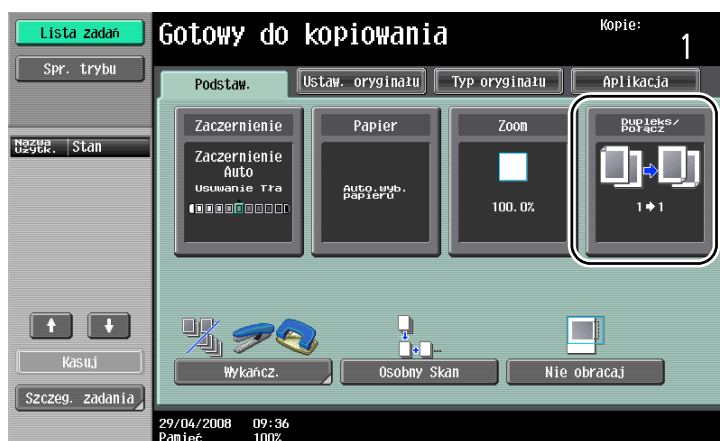 Lista zadań
Spr. trybu
Nazwa
użytk.
Stan
Kasuj
Szczeg. zadania
Gotowy do kopiowania
Kopie:
1
Podstaw.
Ustaw. oryginału
Typ oryginału
Aplikacja
Zaczernienie
Zaczernienie
Auto
Usuwanie Tła
Papier
Auto.wyb.
papieru
Zoom
100.0%
Dupleks/
Połącz
1→1
Wykańcz.
Osobny Skan
Nie obracaj
29/04/2008 09:36
Pamięć 100%